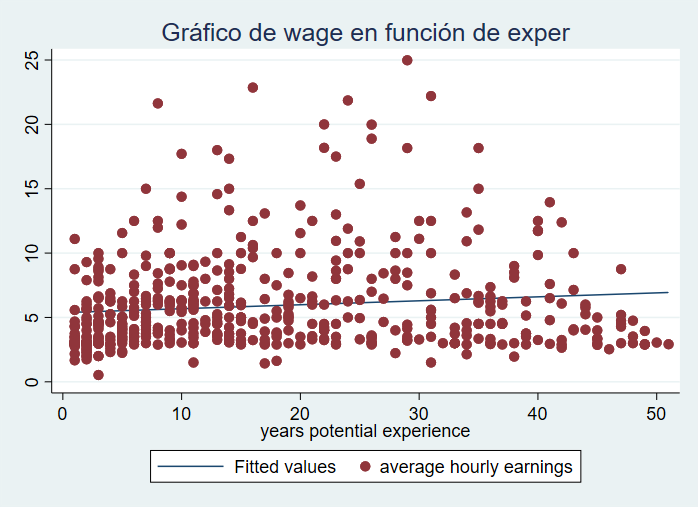 Gráfico de wage en función de exper
25
20
15
10
5
0
0 10 20 30 40 50
years potential experience
Fitted values average hourly earnings